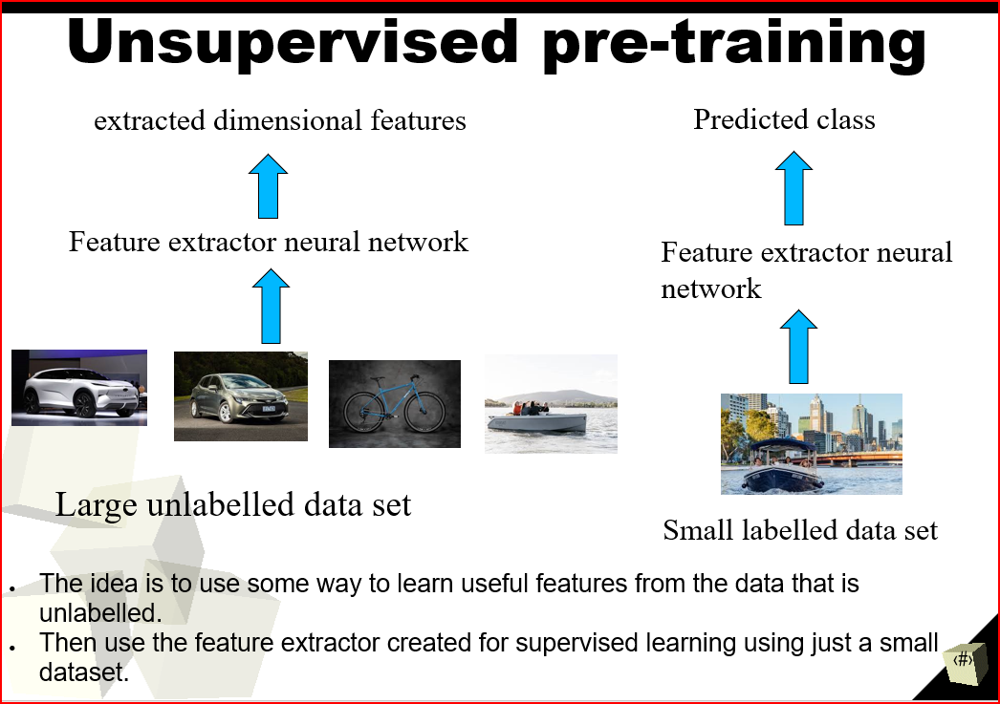 Unsupervised pre-training
extracted dimensional features
Predicted class
Feature extractor neural network
Feature extractor neural
network
Large unlabelled data set
Small labelled data set
• The idea is to use some way to learn useful features from the data that is
unlabelled.
• Then use the feature extractor created for supervised learning using just a small
dataset.
‹#›